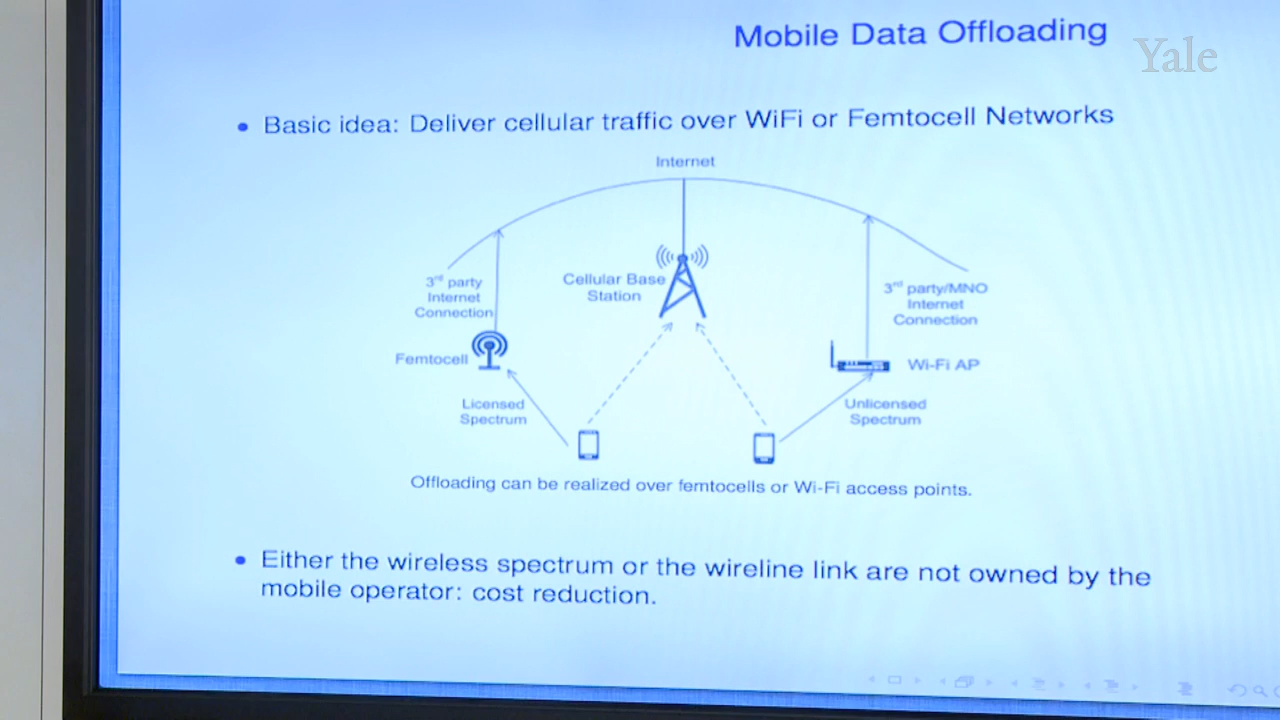 Mobile Data Offloading
Yale
• Basic idea: Deliver cellular traffic over WiFi or Femtocell Networks
Internet
3rd party
Internet
Connection
Cellular Base
Station
3rd party/MNO
Internet
Connection
Femtocell
Wi-Fi AP
Licensed
Spectrum
Unlicensed
Spectrum
Offloading can be realized over femtocells or Wi-Fi access points.
• Either the wireless spectrum or the wireline link are not owned by the
mobile operator: cost reduction.